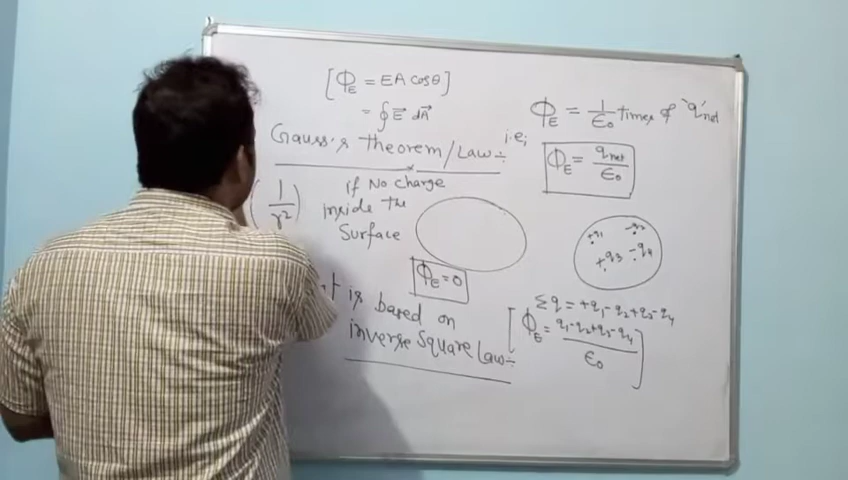 [Φ_E = EA cosθ]
= ∮E⃗ dA⃗
Gauss's Theorem/Law÷
(1/r²)
if No charge
inside the
Surface
Φ_E = 0
It is based on
inverse Square Law÷
Φ_E = 1/ε₀ times of 'q'net
i.e;
Φ_E = q_net/ε₀
+q₁ -q₂
+q₃ -q₄
Σq = +q₁-q₂+q₃-q₄
[Φ_E = q₁-q₂+q₃-q₄/ε₀]